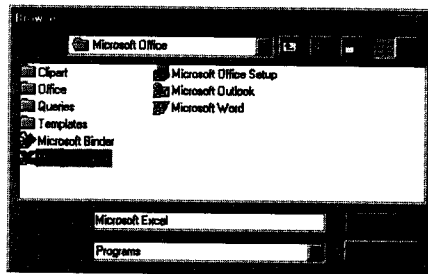 Browse
Microsoft Office
Clipart
Office
Queries
Templates
Microsoft Binder
Microsoft Office Setup
Microsoft Outlook
Microsoft Word
Microsoft Excel
Programs